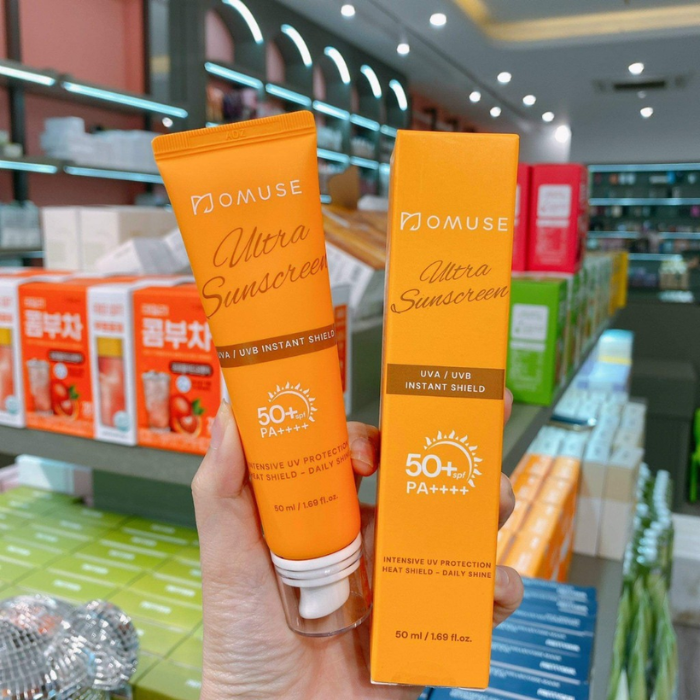 NOMUSE
Ultra
Sunscreen
UVA / UVB INSTANT SHIELD
50+ spf
PA++++
INTENSIVE UV PROTECTION
HEAT SHIELD - DAILY SHINE
50 ml / 1.69 fl.oz.
NOMUSE
Ultra
Sunscreen
UVA / UVB
INSTANT SHIELD
50+ spf
PA++++
INTENSIVE UV PROTECTION
HEAT SHIELD - DAILY SHINE
50 ml / 1.69 fl.oz.
콤부차
콤부차